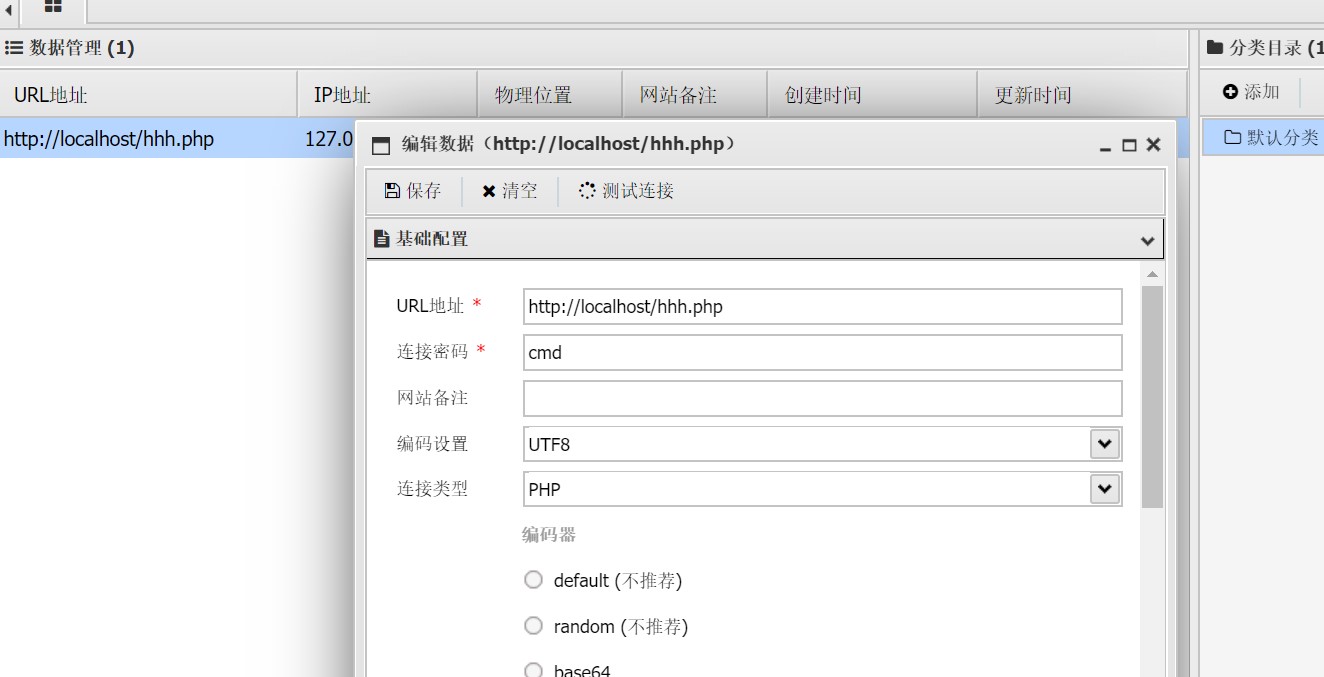 数据管理 (1)
分类目录 (1
URL地址 IP地址 物理位置 网站备注 创建时间 更新时间
添加
http://localhost/hhh.php 127.0
默认分类
编辑数据（http://localhost/hhh.php）
保存 清空 测试连接
基础配置
URL地址 * http://localhost/hhh.php
连接密码 * cmd
网站备注
编码设置 UTF8
连接类型 PHP
编码器
default (不推荐)
random (不推荐)
base64